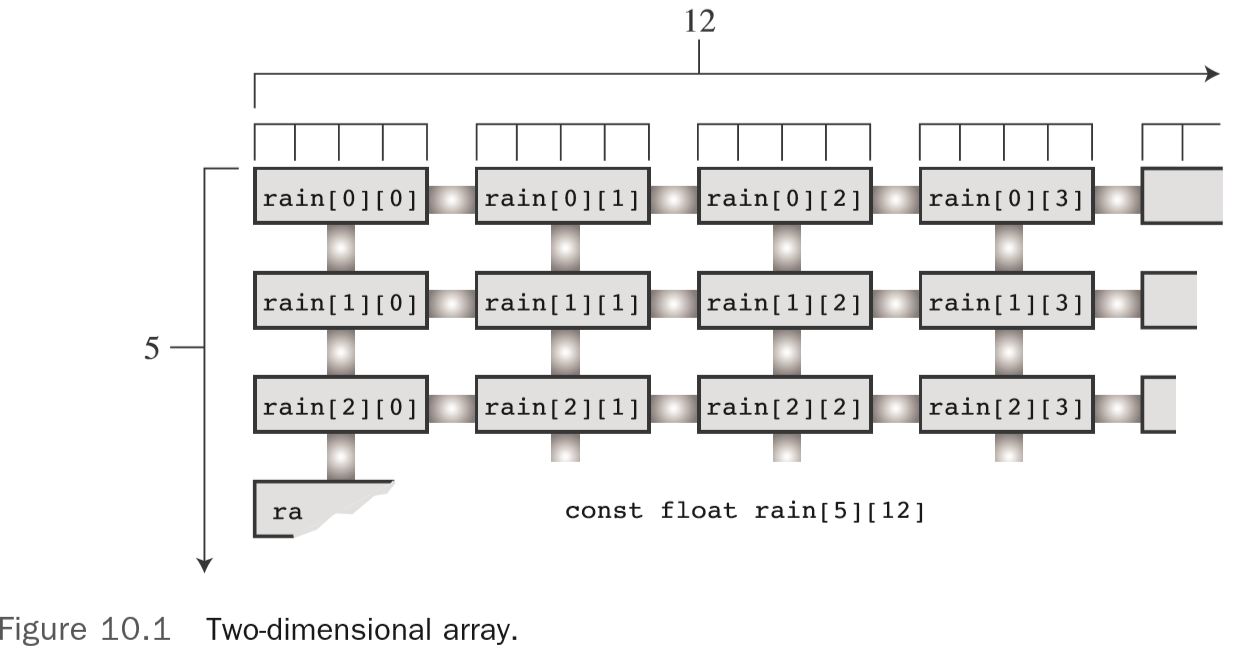 12
rain[0][0] rain[0][1] rain[0][2] rain[0][3]
rain[1][0] rain[1][1] rain[1][2] rain[1][3]
5
rain[2][0] rain[2][1] rain[2][2] rain[2][3]
ra
const float rain[5][12]
Figure 10.1 Two-dimensional array.